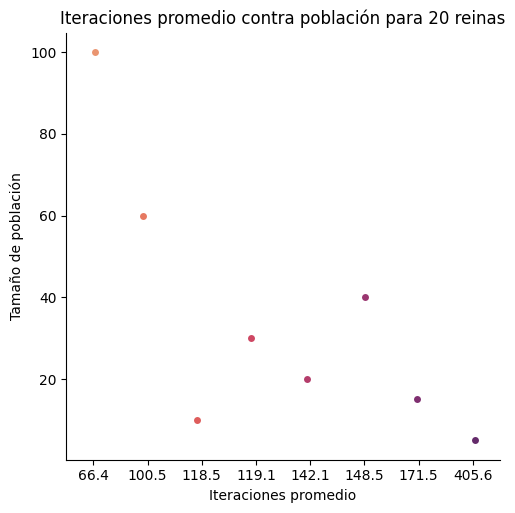 Iteraciones promedio contra población para 20 reinas
100
80
60
40
20
Tamaño de población
66.4 100.5 118.5 119.1 142.1 148.5 171.5 405.6
Iteraciones promedio